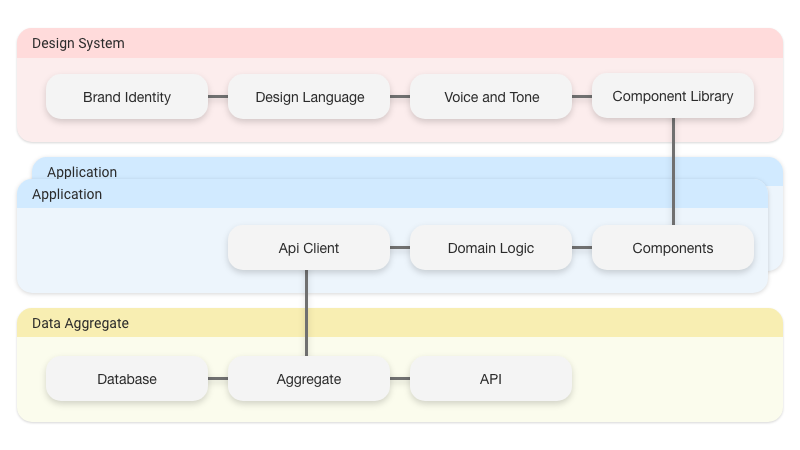 Design System
Brand Identity
Design Language
Voice and Tone
Component Library
Application
Application
Api Client
Domain Logic
Components
Data Aggregate
Database
Aggregate
API